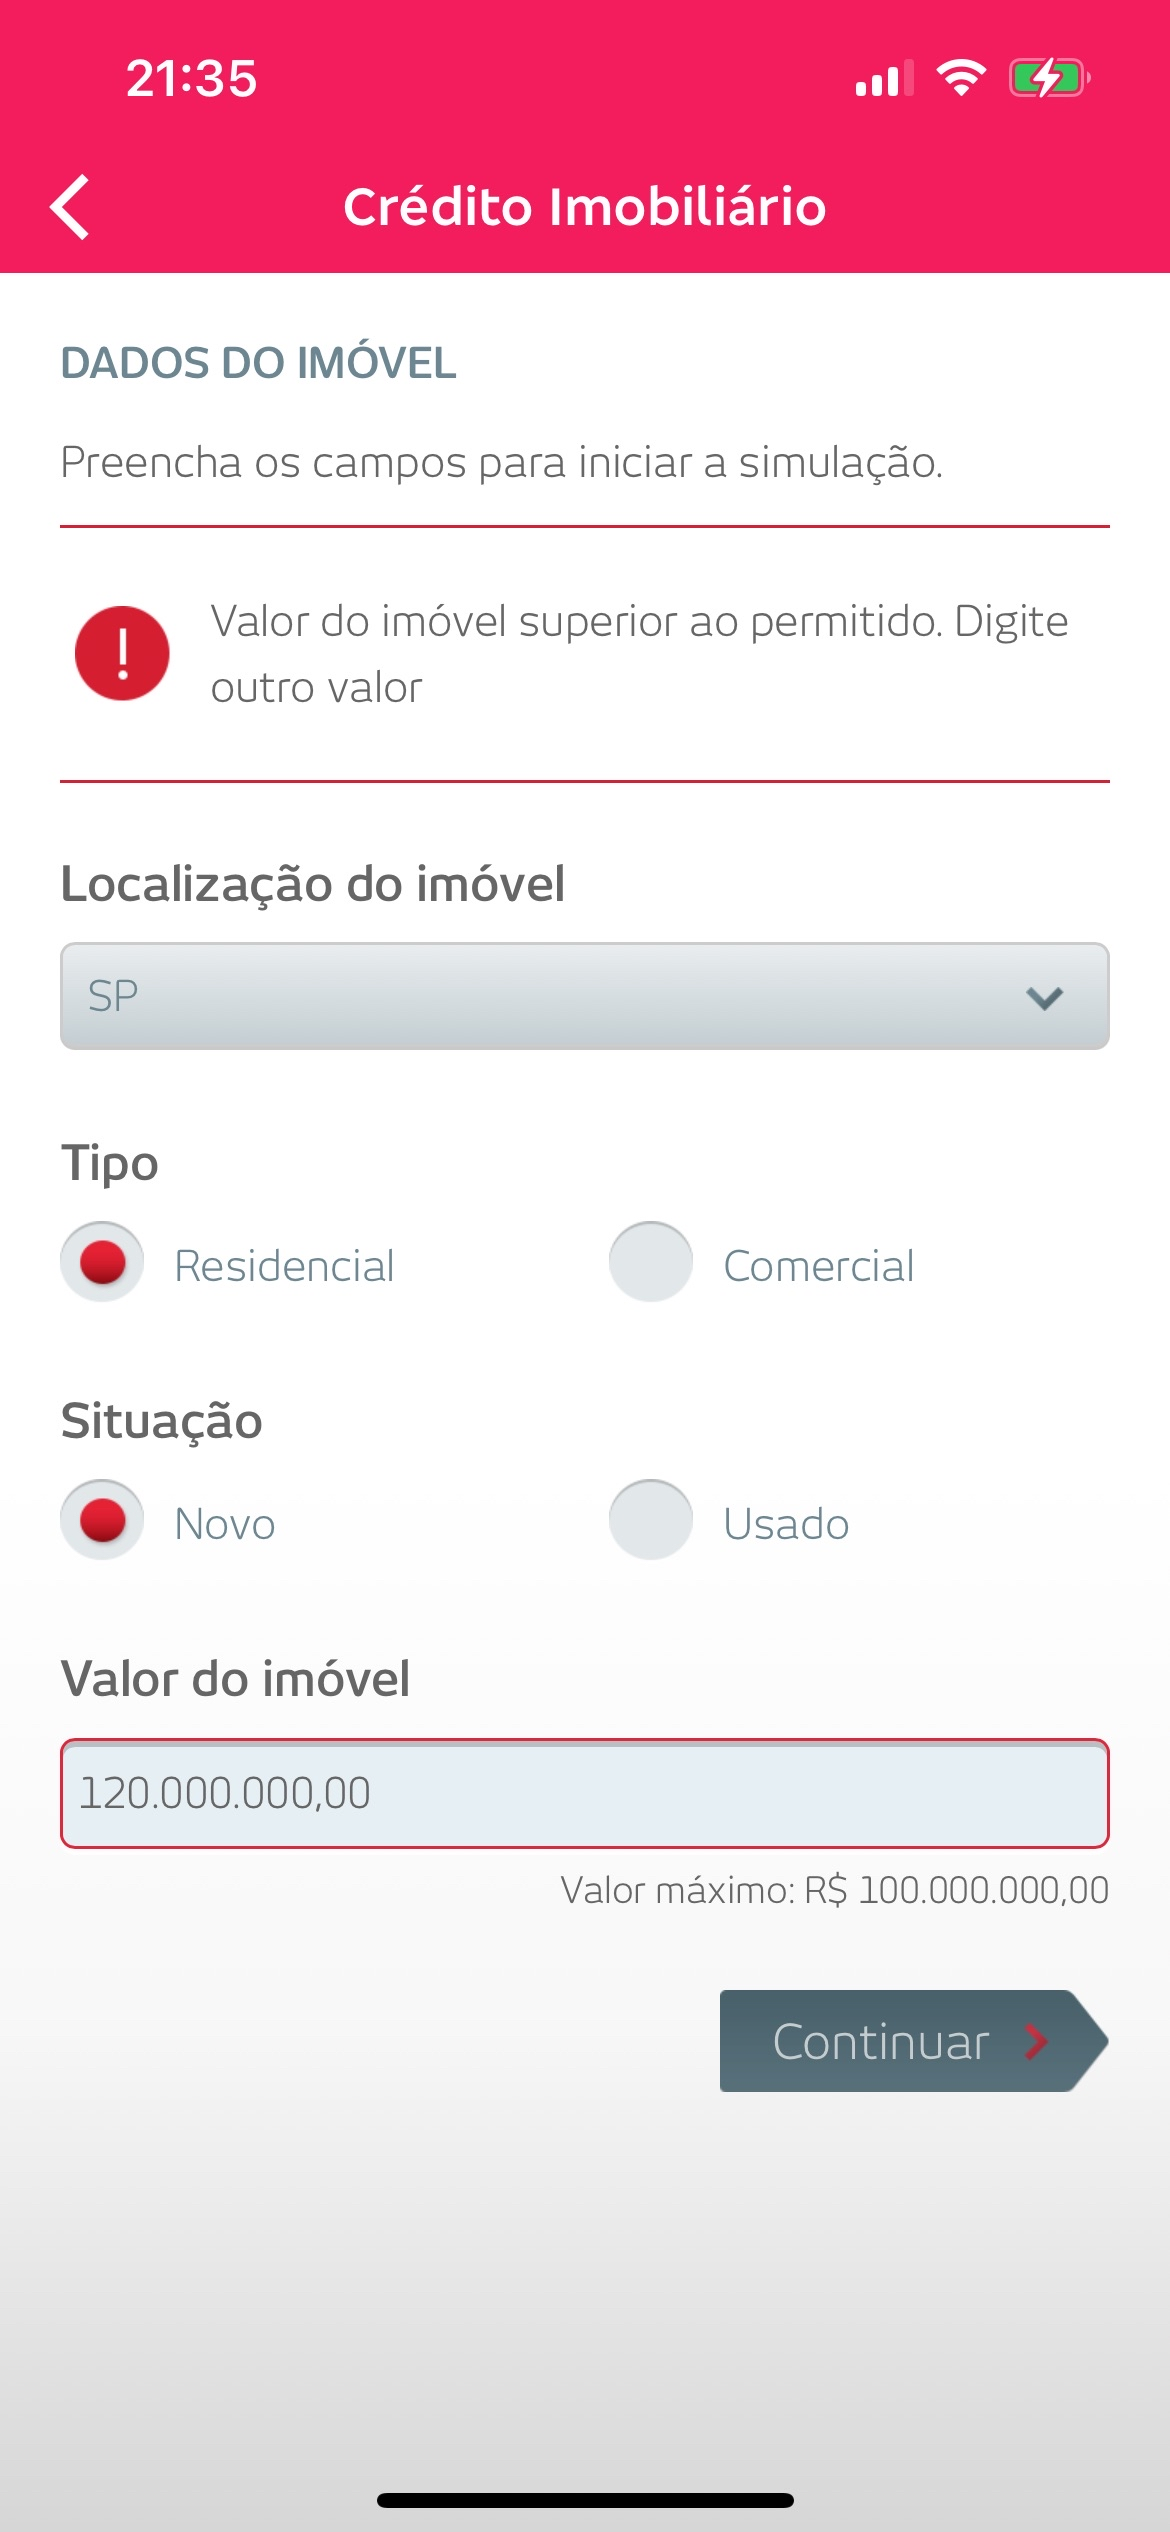 21:35
Crédito Imobiliário
DADOS DO IMÓVEL
Preencha os campos para iniciar a simulação.
Valor do imóvel superior ao permitido. Digite
outro valor
Localização do imóvel
SP
Tipo
Residencial
Comercial
Situação
Novo
Usado
Valor do imóvel
120.000.000,00
Valor máximo: R$ 100.000.000,00
Continuar